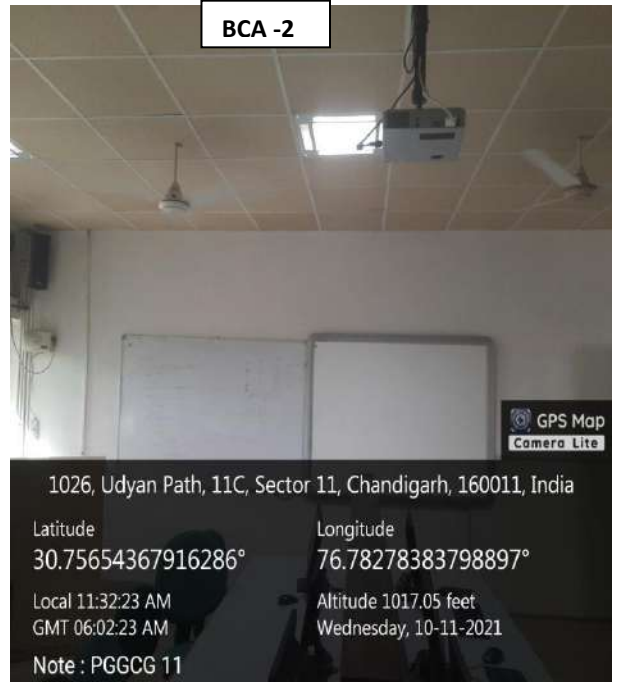 BCA -2
GPS Map
Camera Lite
1026, Udyan Path, 11C, Sector 11, Chandigarh, 160011, India
Latitude
30.75654367916286°
Longitude
76.78278383798897°
Local 11:32:23 AM
GMT 06:02:23 AM
Altitude 1017.05 feet
Wednesday, 10-11-2021
Note : PGGCG 11